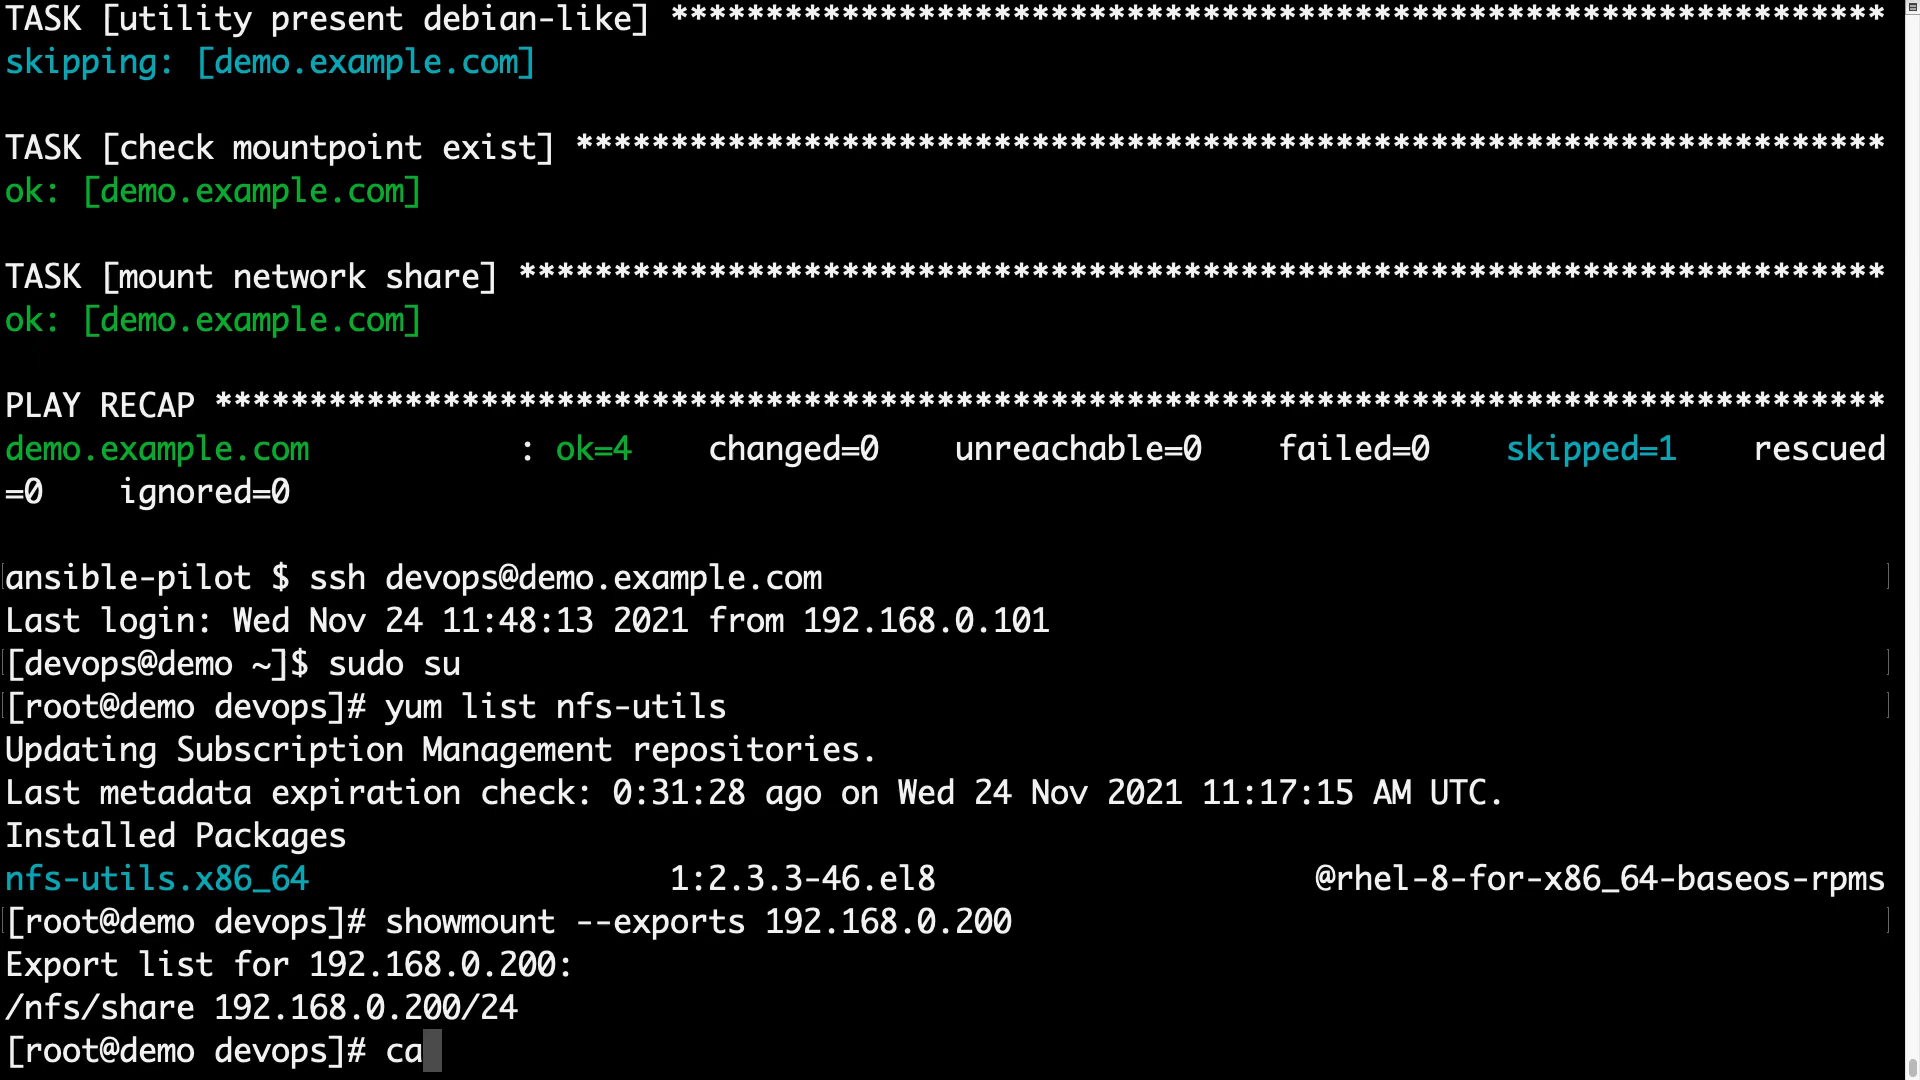 TASK [utility present debian-like] ****************************************************************
skipping: [demo.example.com]
TASK [check mountpoint exist] *********************************************************************
ok: [demo.example.com]
TASK [mount network share] ************************************************************************
ok: [demo.example.com]
PLAY RECAP ****************************************************************************************
demo.example.com           : ok=4    changed=0    unreachable=0    failed=0    skipped=1    rescued
=0    ignored=0
ansible-pilot $ ssh devops@demo.example.com
Last login: Wed Nov 24 11:48:13 2021 from 192.168.0.101
[devops@demo ~]$ sudo su
[root@demo devops]# yum list nfs-utils
Updating Subscription Management repositories.
Last metadata expiration check: 0:31:28 ago on Wed 24 Nov 2021 11:17:15 AM UTC.
Installed Packages
nfs-utils.x86_64                   1:2.3.3-46.el8                    @rhel-8-for-x86_64-baseos-rpms
[root@demo devops]# showmount --exports 192.168.0.200
Export list for 192.168.0.200:
/nfs/share 192.168.0.200/24
[root@demo devops]# ca